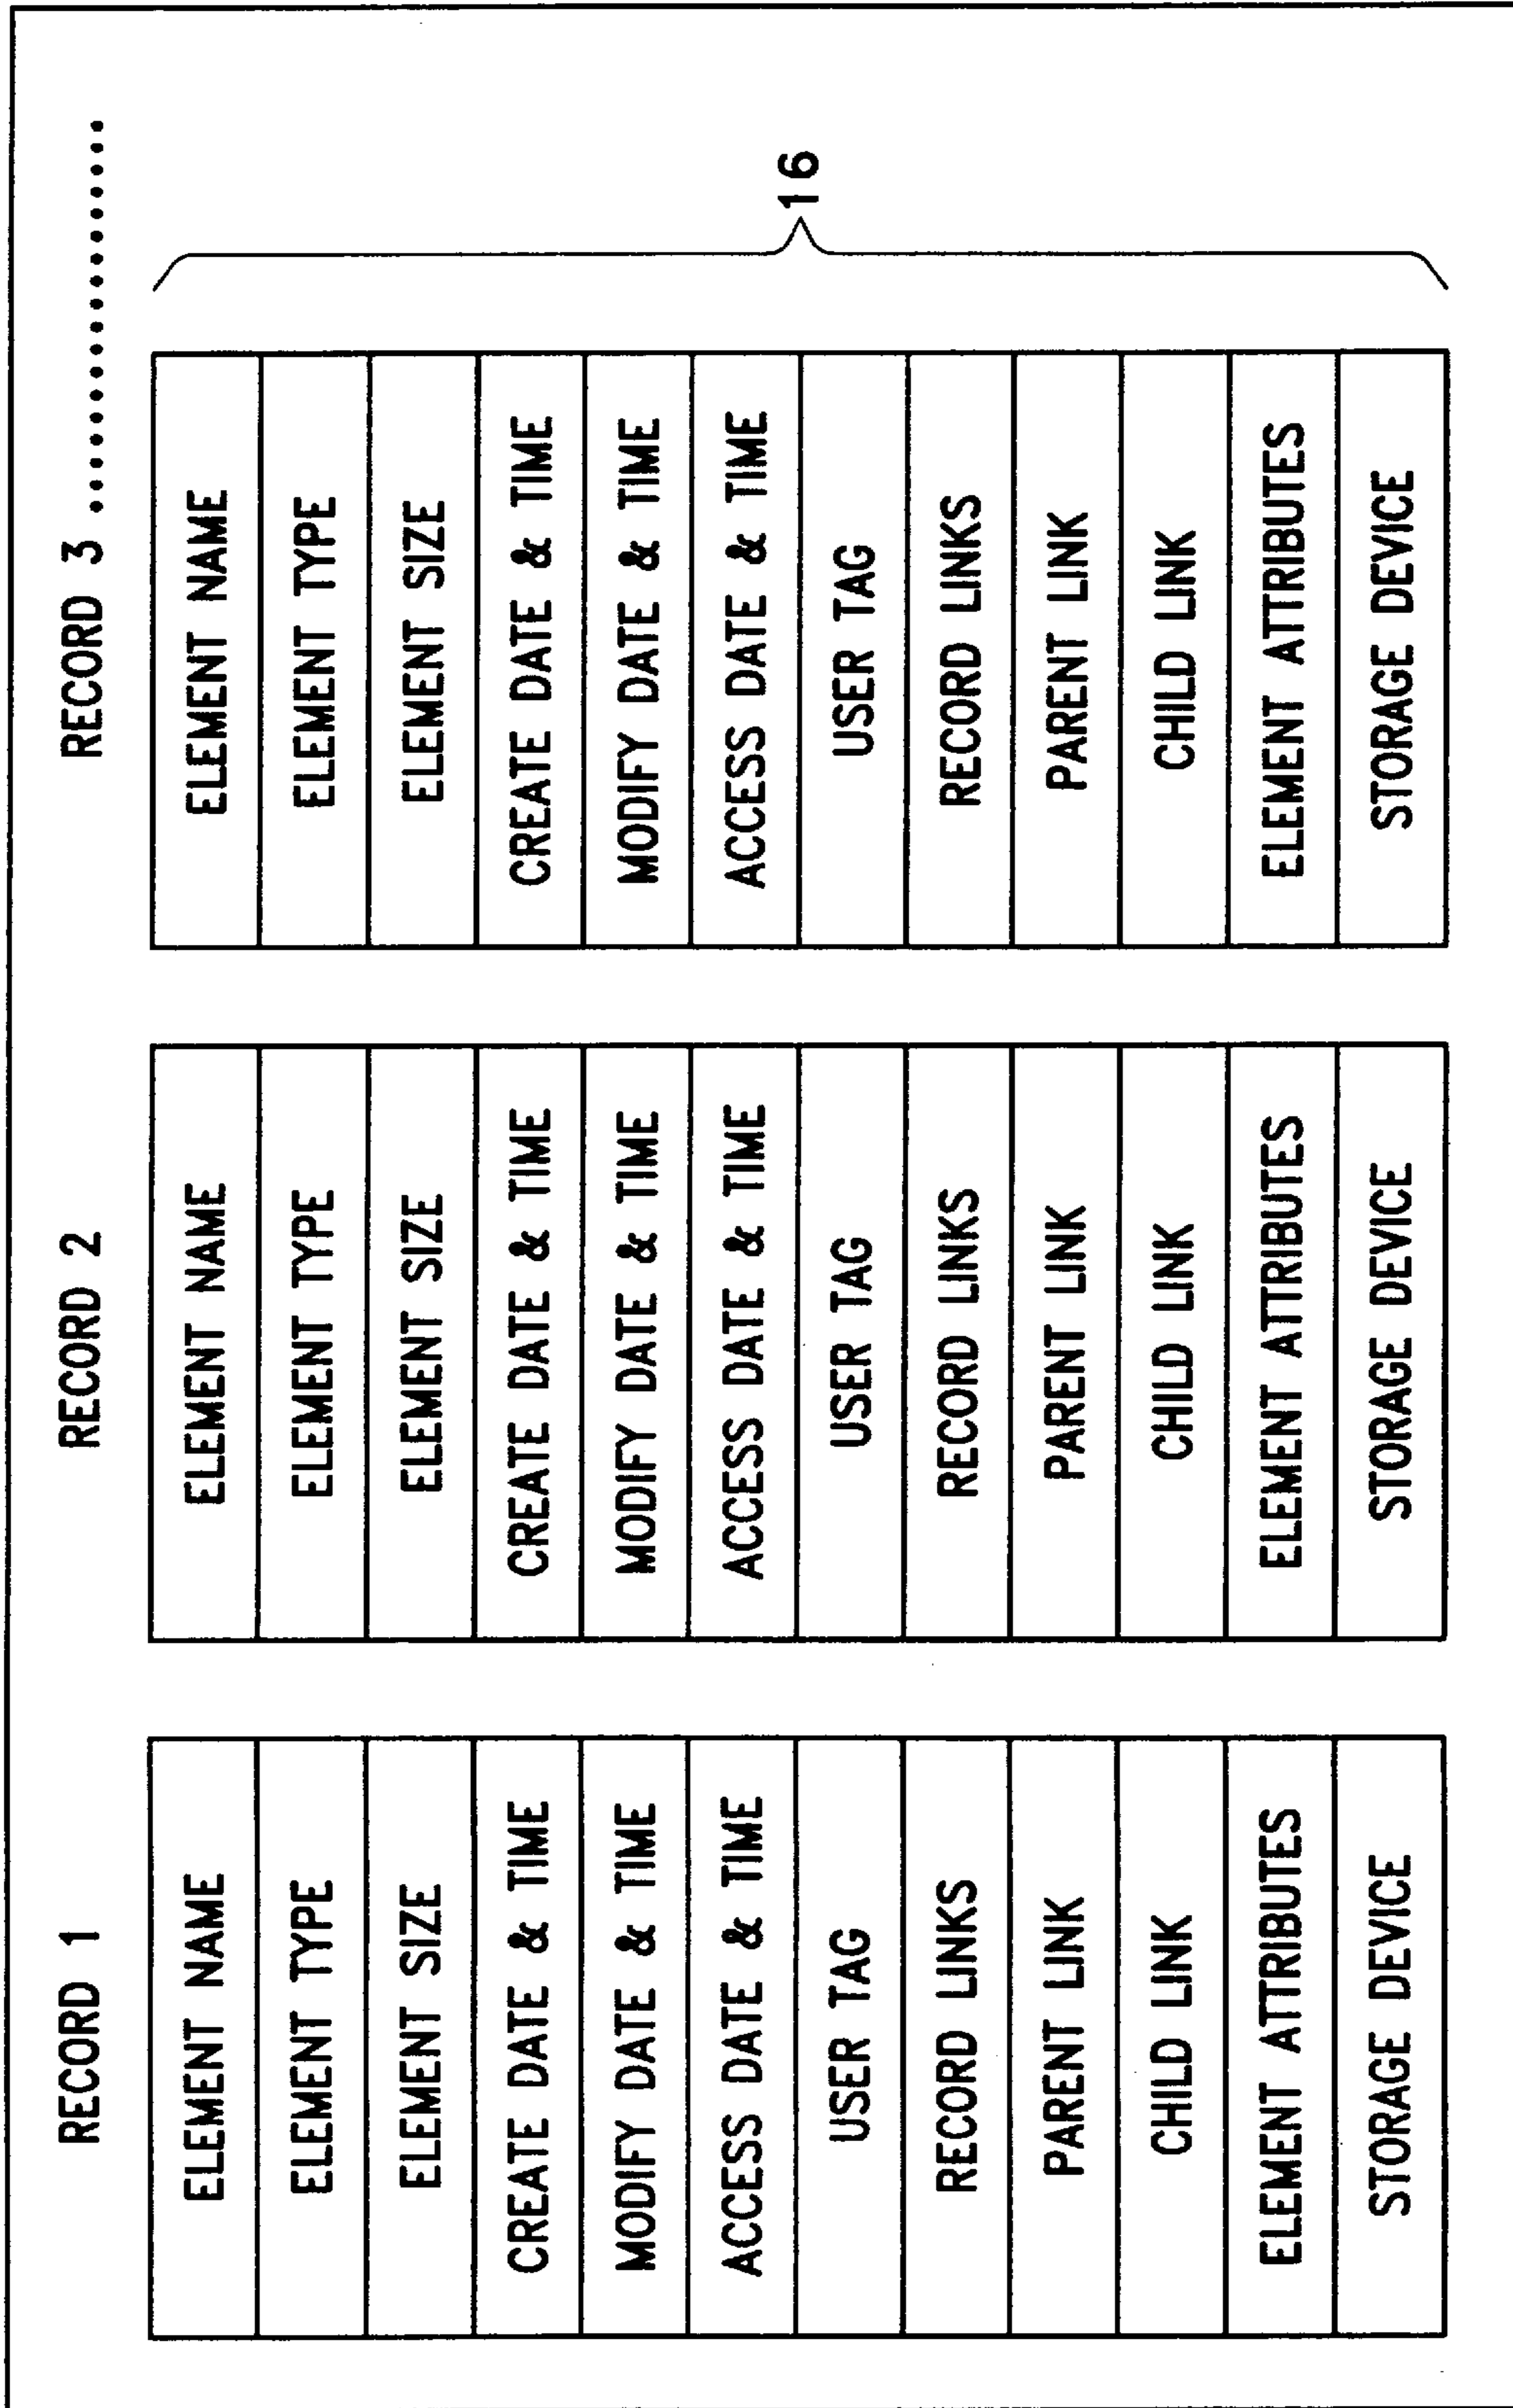 RECORD 1
ELEMENT NAME
ELEMENT TYPE
ELEMENT SIZE
CREATE DATE & TIME
MODIFY DATE & TIME
ACCESS DATE & TIME
USER TAG
RECORD LINKS
PARENT LINK
CHILD LINK
ELEMENT ATTRIBUTES
STORAGE DEVICE
RECORD 2
ELEMENT NAME
ELEMENT TYPE
ELEMENT SIZE
CREATE DATE & TIME
MODIFY DATE & TIME
ACCESS DATE & TIME
USER TAG
RECORD LINKS
PARENT LINK
CHILD LINK
ELEMENT ATTRIBUTES
STORAGE DEVICE
RECORD 3 ..................
ELEMENT NAME
ELEMENT TYPE
ELEMENT SIZE
CREATE DATE & TIME
MODIFY DATE & TIME
ACCESS DATE & TIME
USER TAG
RECORD LINKS
PARENT LINK
CHILD LINK
ELEMENT ATTRIBUTES
STORAGE DEVICE
16